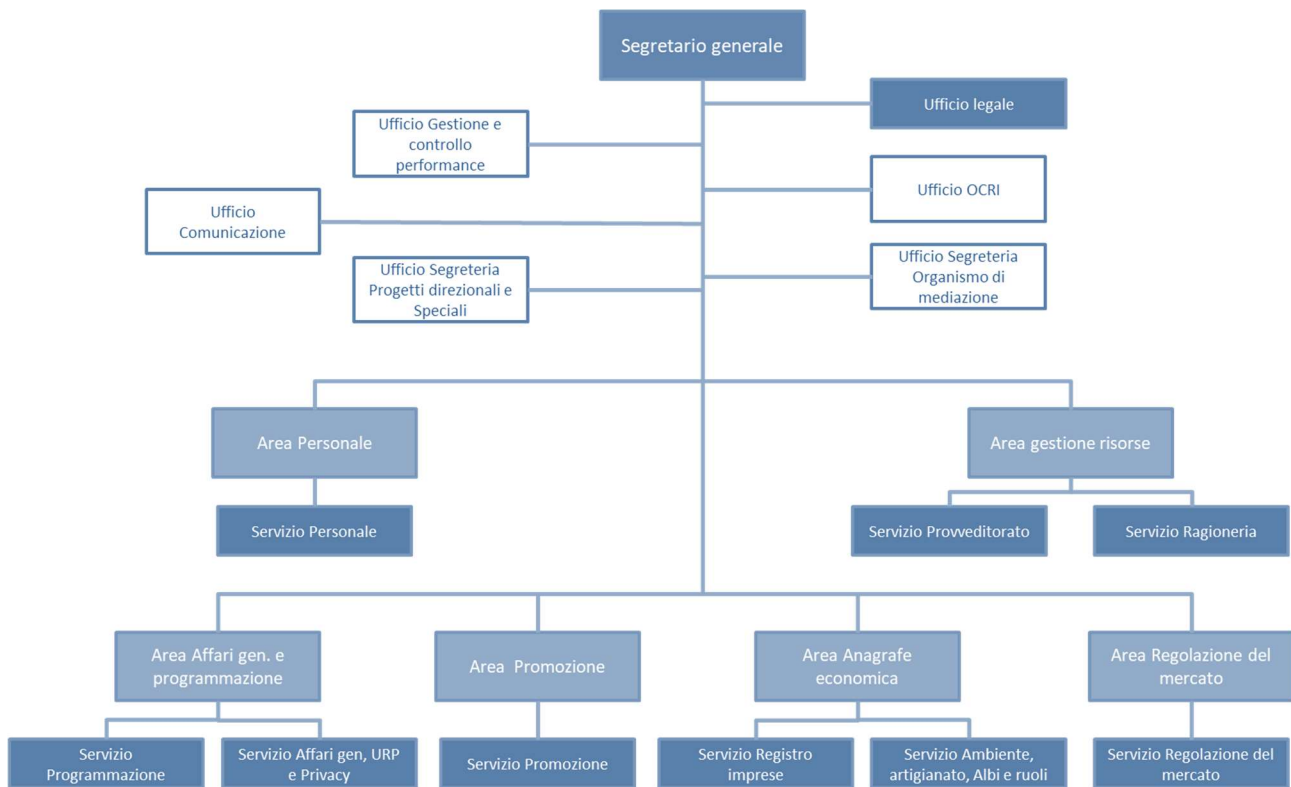 Segretario generale
Ufficio legale
Ufficio Gestione e
controllo
performance
Ufficio OCRI
Ufficio
Comunicazione
Ufficio Segreteria
Progetti direzionali e
Speciali
Ufficio Segreteria
Organismo di
mediazione
Area Personale
Area gestione risorse
Servizio Personale
Servizio Provveditorato
Servizio Ragioneria
Area Affari gen. e
programmazione
Area Promozione
Area Anagrafe
economica
Area Regolazione del
mercato
Servizio
Programmazione
Servizio Affari gen, URP
e Privacy
Servizio Promozione
Servizio Registro
imprese
Servizio Ambiente,
artigianato, Albi e ruoli
Servizio Regolazione del
mercato